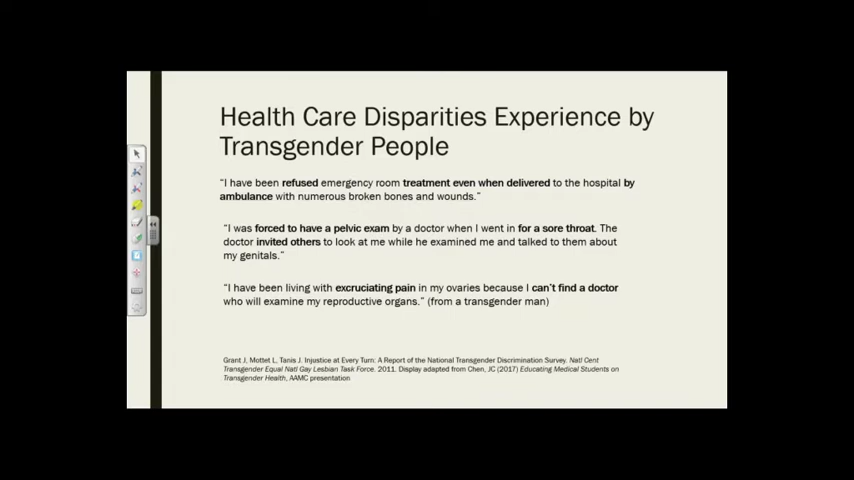 Health Care Disparities Experience by
Transgender People
“I have been refused emergency room treatment even when delivered to the hospital by
ambulance with numerous broken bones and wounds.”
“I was forced to have a pelvic exam by a doctor when I went in for a sore throat. The
doctor invited others to look at me while he examined me and talked to them about
my genitals.”
“I have been living with excruciating pain in my ovaries because I can’t find a doctor
who will examine my reproductive organs.” (from a transgender man)
Grant J, Mottet L, Tanis J. Injustice at Every Turn: A Report of the National Transgender Discrimination Survey. Natl Cent
Transgender Equal Natl Gay Lesbian Task Force. 2011. Display adapted from Chen, JC (2017) Educating Medical Students on
Transgender Health, AAMC presentation